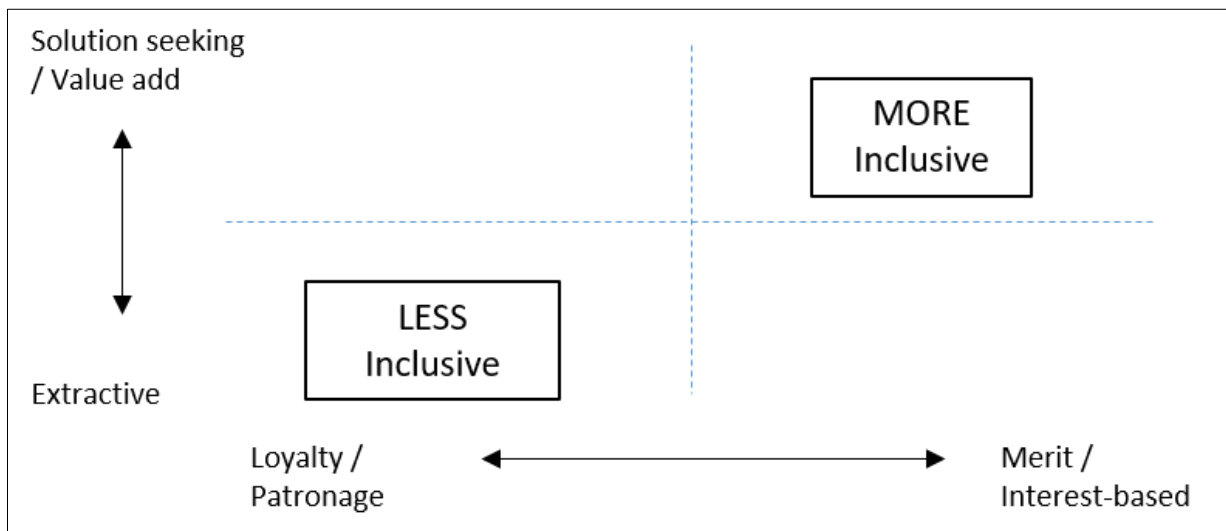 Solution seeking
/ Value add
MORE
Inclusive
LESS
Inclusive
Extractive
Loyalty /
Patronage
Merit /
Interest-based